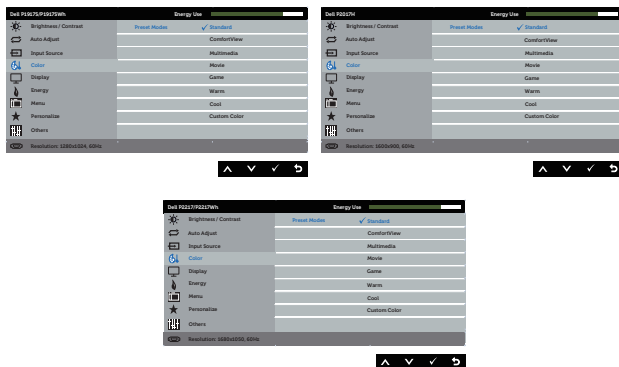 Dell P1917S/P1917SWh Energy Use
Brightness / Contrast Preset Modes ✓ Standard
Auto Adjust ComfortView
Input Source Multimedia
Color Movie
Display Game
Energy Warm
Menu Cool
Personalize Custom Color
Others
Resolution: 1280x1024, 60Hz
Dell P2017H Energy Use
Brightness / Contrast Preset Modes ✓ Standard
Auto Adjust ComfortView
Input Source Multimedia
Color Movie
Display Game
Energy Warm
Menu Cool
Personalize Custom Color
Others
Resolution: 1600x900, 60Hz
Dell P2217/P2217Wh Energy Use
Brightness / Contrast Preset Modes ✓ Standard
Auto Adjust ComfortView
Input Source Multimedia
Color Movie
Display Game
Energy Warm
Menu Cool
Personalize Custom Color
Others
Resolution: 1680x1050, 60Hz